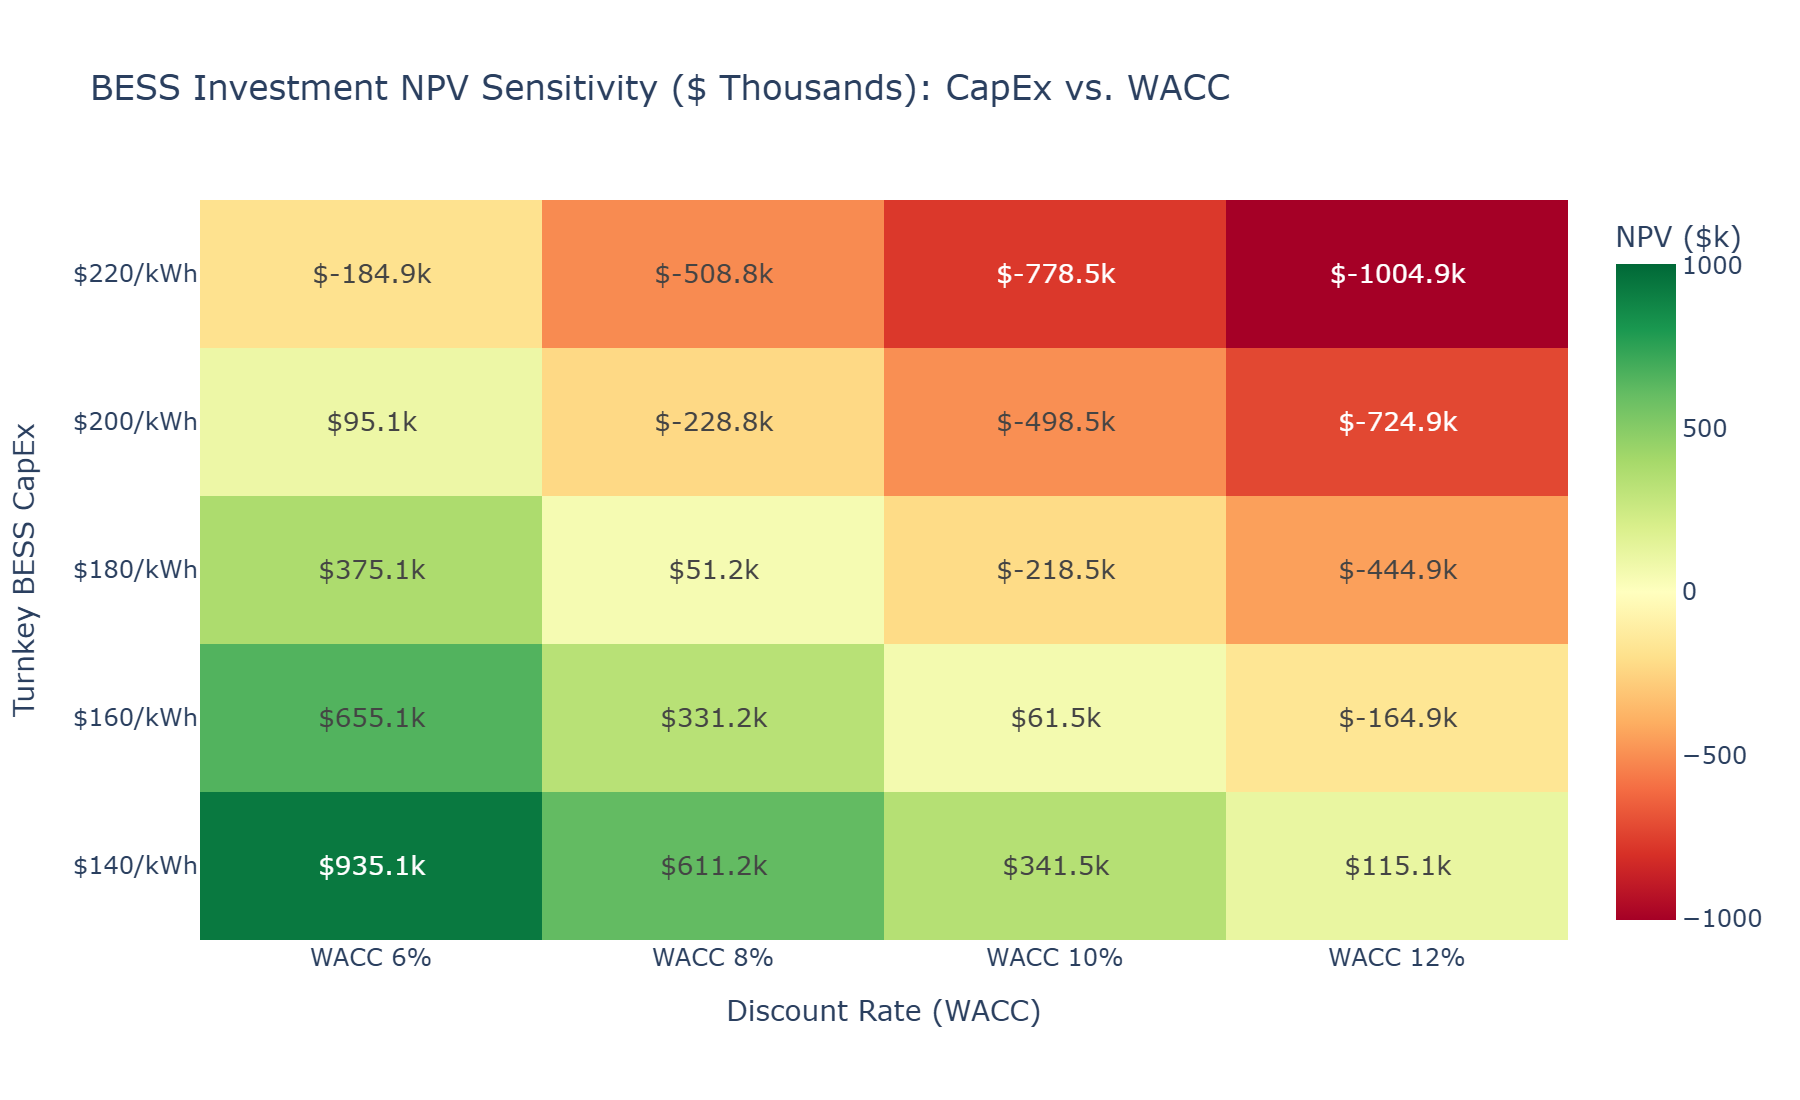 BESS Investment NPV Sensitivity ($ Thousands): CapEx vs. WACC
NPV ($k)
$220/kWh $-184.9k $-508.8k $-778.5k $-1004.9k
$200/kWh $95.1k $-228.8k $-498.5k $-724.9k
$180/kWh $375.1k $51.2k $-218.5k $-444.9k
$160/kWh $655.1k $331.2k $61.5k $-164.9k
$140/kWh $935.1k $611.2k $341.5k $115.1k
WACC 6% WACC 8% WACC 10% WACC 12%
Discount Rate (WACC)
Turnkey BESS CapEx
1000
500
0
−500
−1000